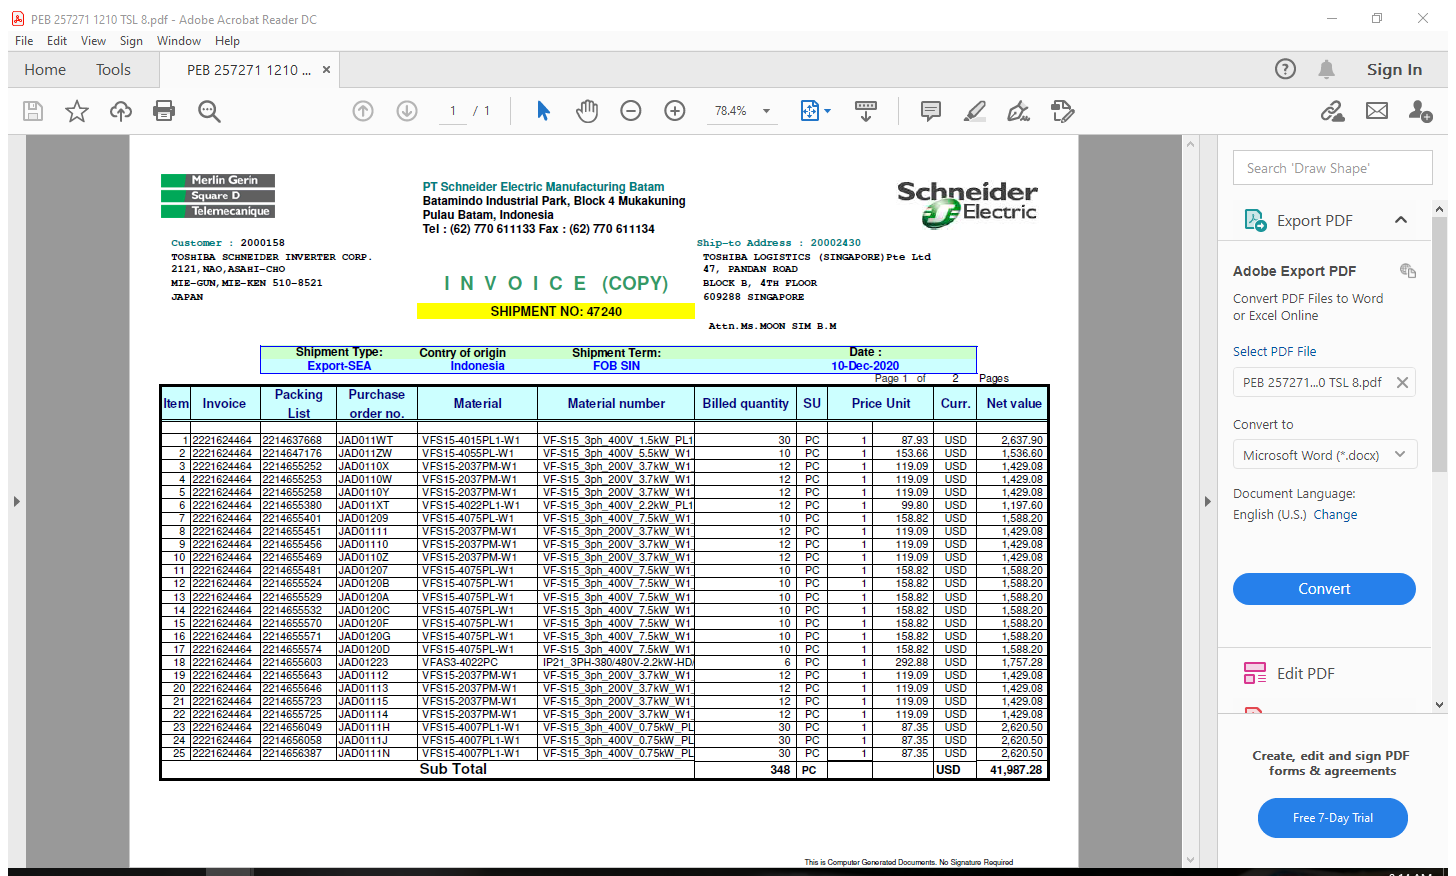 PEB 257271 1210 TSL 8.pdf - Adobe Acrobat Reader DC
File Edit View Sign Window Help
Home Tools PEB 257271 1210 ... × Sign In
1 / 1 78.4%
Merlin Gerin
Square D
Telemecanique
PT Schneider Electric Manufacturing Batam
Batamindo Industrial Park, Block 4 Mukakuning
Pulau Batam, Indonesia
Tel : (62) 770 611133 Fax : (62) 770 611134
Schneider
Electric
Customer : 2000158
TOSHIBA SCHNEIDER INVERTER CORP.
2121,NAO,ASAHI-CHO
MIE-GUN,MIE-KEN 510-8521
JAPAN
I N V O I C E (COPY)
SHIPMENT NO: 47240
Ship-to Address : 20002430
TOSHIBA LOGISTICS (SINGAPORE)Pte Ltd
47, PANDAN ROAD
BLOCK B, 4TH FLOOR
609288 SINGAPORE
Attn.Ms.MOON SIM B.M
Shipment Type: Contry of origin Shipment Term: Date :
Export-SEA Indonesia FOB SIN 10-Dec-2020
Page 1 of 2 Pages
Item Invoice Packing List Purchase order no. Material Material number Billed quantity SU Price Unit Curr. Net value
1 2221624464 2214637668 JAD011WT VFS15-4015PL1-W1 VF-S15_3ph_400V_1.5kW_PL1 30 PC 1 87.93 USD 2,637.90
2 2221624464 2214647176 JAD011ZW VFS15-4055PL-W1 VF-S15_3ph_400V_5.5kW_W1 10 PC 1 153.66 USD 1,536.60
3 2221624464 2214655252 JAD0110X VFS15-2037PM-W1 VF-S15_3ph_200V_3.7kW_W1_ 12 PC 1 119.09 USD 1,429.08
4 2221624464 2214655253 JAD0110W VFS15-2037PM-W1 VF-S15_3ph_200V_3.7kW_W1_ 12 PC 1 119.09 USD 1,429.08
5 2221624464 2214655258 JAD0110Y VFS15-2037PM-W1 VF-S15_3ph_200V_3.7kW_W1_ 12 PC 1 119.09 USD 1,429.08
6 2221624464 2214655380 JAD011XT VFS15-4022PL1-W1 VF-S15_3ph_400V_2.2kW_PL1 12 PC 1 99.80 USD 1,197.60
7 2221624464 2214655401 JAD01209 VFS15-4075PL-W1 VF-S15_3ph_400V_7.5kW_W1_ 10 PC 1 158.82 USD 1,588.20
8 2221624464 2214655451 JAD01111 VFS15-2037PM-W1 VF-S15_3ph_200V_3.7kW_W1_ 12 PC 1 119.09 USD 1,429.08
9 2221624464 2214655456 JAD01110 VFS15-2037PM-W1 VF-S15_3ph_200V_3.7kW_W1_ 12 PC 1 119.09 USD 1,429.08
10 2221624464 2214655469 JAD0110Z VFS15-2037PM-W1 VF-S15_3ph_200V_3.7kW_W1_ 12 PC 1 119.09 USD 1,429.08
11 2221624464 2214655481 JAD01207 VFS15-4075PL-W1 VF-S15_3ph_400V_7.5kW_W1_ 10 PC 1 158.82 USD 1,588.20
12 2221624464 2214655524 JAD0120B VFS15-4075PL-W1 VF-S15_3ph_400V_7.5kW_W1_ 10 PC 1 158.82 USD 1,588.20
13 2221624464 2214655529 JAD0120A VFS15-4075PL-W1 VF-S15_3ph_400V_7.5kW_W1_ 10 PC 1 158.82 USD 1,588.20
14 2221624464 2214655532 JAD0120C VFS15-4075PL-W1 VF-S15_3ph_400V_7.5kW_W1_ 10 PC 1 158.82 USD 1,588.20
15 2221624464 2214655570 JAD0120F VFS15-4075PL-W1 VF-S15_3ph_400V_7.5kW_W1_ 10 PC 1 158.82 USD 1,588.20
16 2221624464 2214655571 JAD0120G VFS15-4075PL-W1 VF-S15_3ph_400V_7.5kW_W1_ 10 PC 1 158.82 USD 1,588.20
17 2221624464 2214655574 JAD0120D VFS15-4075PL-W1 VF-S15_3ph_400V_7.5kW_W1_ 10 PC 1 158.82 USD 1,588.20
18 2221624464 2214655603 JAD01223 VFAS3-4022PC IP21_3PH-380/480V-2.2kW-HD/ 6 PC 1 292.88 USD 1,757.28
19 2221624464 2214655643 JAD01112 VFS15-2037PM-W1 VF-S15_3ph_200V_3.7kW_W1_ 12 PC 1 119.09 USD 1,429.08
20 2221624464 2214655646 JAD01113 VFS15-2037PM-W1 VF-S15_3ph_200V_3.7kW_W1_ 12 PC 1 119.09 USD 1,429.08
21 2221624464 2214655723 JAD01115 VFS15-2037PM-W1 VF-S15_3ph_200V_3.7kW_W1_ 12 PC 1 119.09 USD 1,429.08
22 2221624464 2214655725 JAD01114 VFS15-2037PM-W1 VF-S15_3ph_200V_3.7kW_W1_ 12 PC 1 119.09 USD 1,429.08
23 2221624464 2214656049 JAD0111H VFS15-4007PL1-W1 VF-S15_3ph_400V_0.75kW_PL 30 PC 1 87.35 USD 2,620.50
24 2221624464 2214656058 JAD0111J VFS15-4007PL1-W1 VF-S15_3ph_400V_0.75kW_PL 30 PC 1 87.35 USD 2,620.50
25 2221624464 2214656387 JAD0111N VFS15-4007PL1-W1 VF-S15_3ph_400V_0.75kW_PL 30 PC 1 87.35 USD 2,620.50
Sub Total 348 PC USD 41,987.28
This is Computer Generated Documents. No Signature Required
Search 'Draw Shape'
Export PDF
Adobe Export PDF
Convert PDF Files to Word
or Excel Online
Select PDF File
PEB 257271...0 TSL 8.pdf
Convert to
Microsoft Word (*.docx)
Document Language:
English (U.S.) Change
Convert
Edit PDF
Create, edit and sign PDF
forms & agreements
Free 7-Day Trial